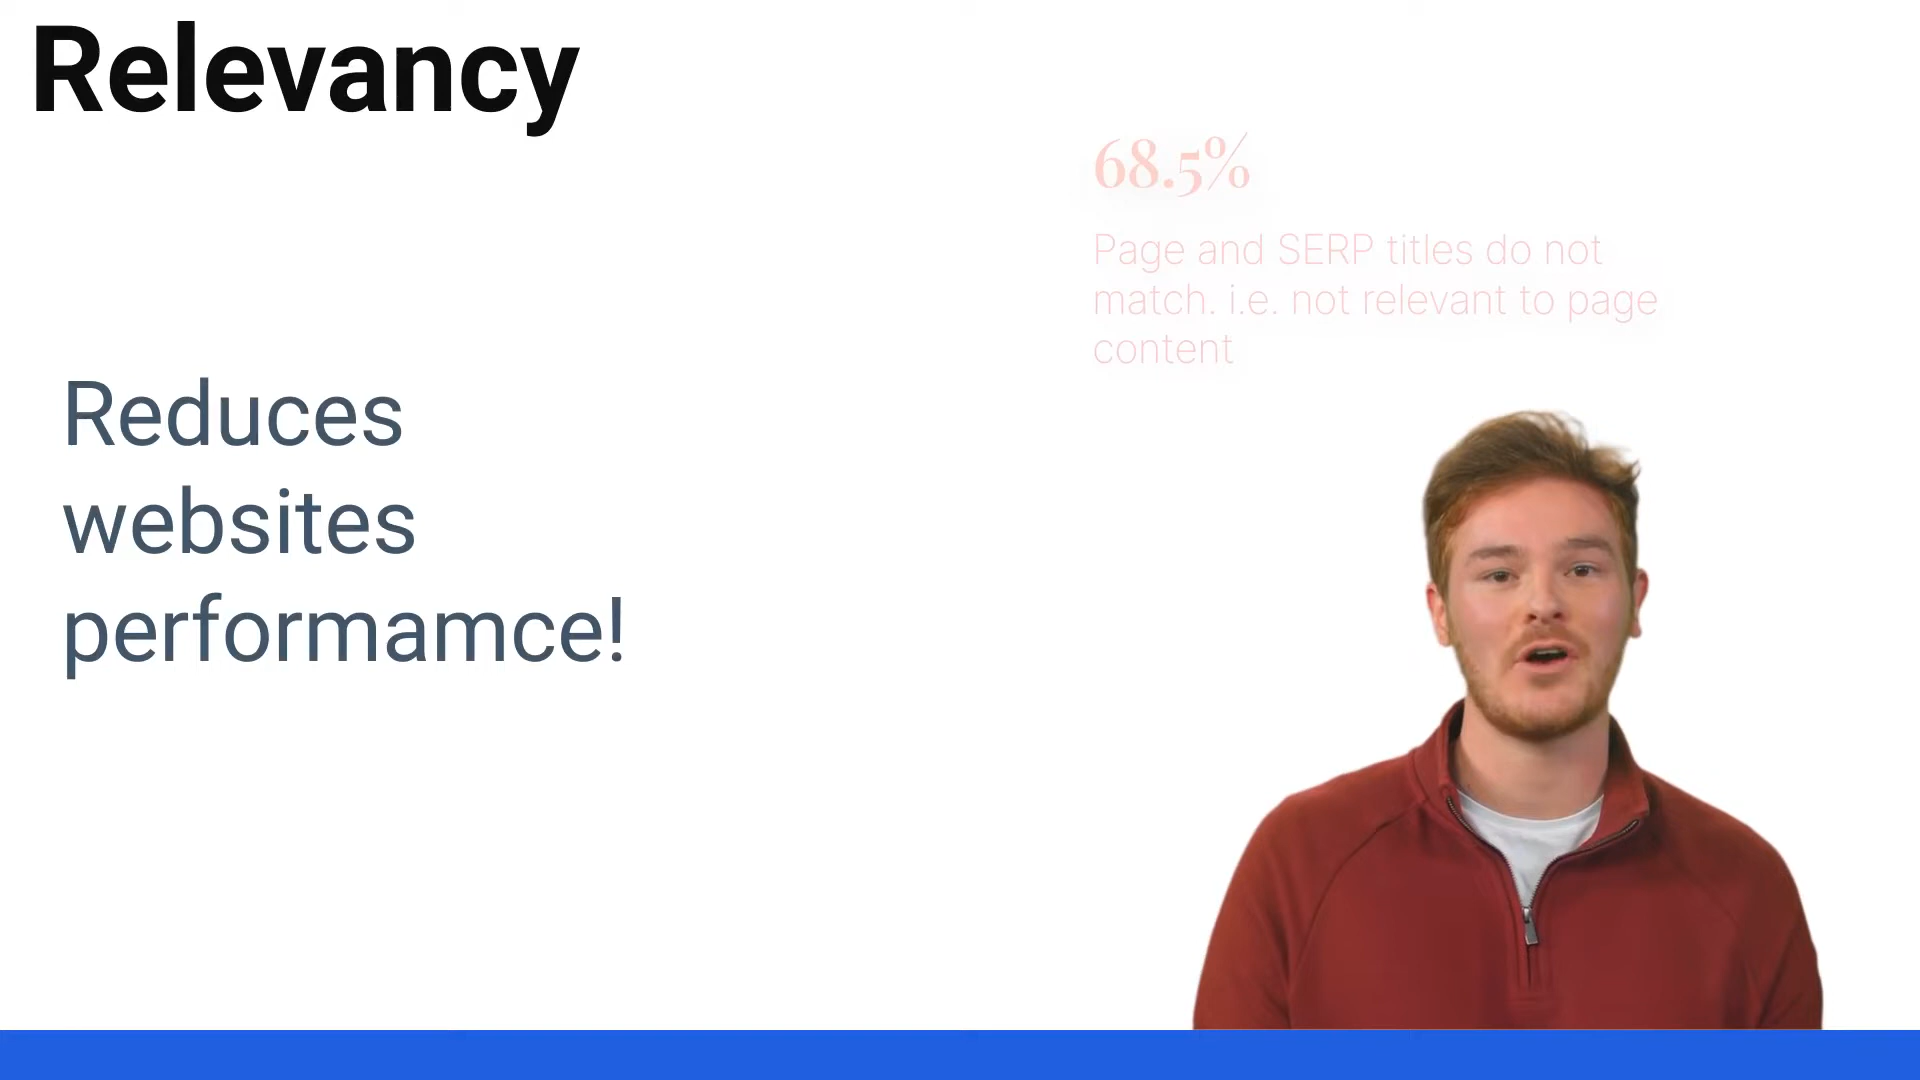 Relevancy
68.5%
Page and SERP titles do not
match. i.e. not relevant to page
content
Reduces
websites
performamce!